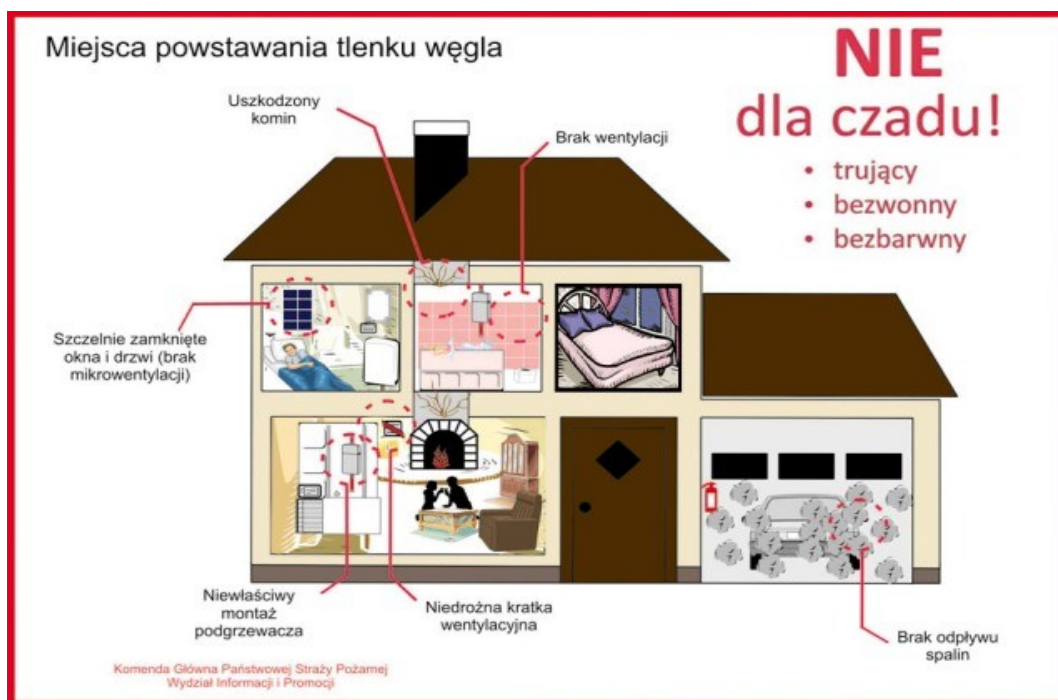 Miejsca powstawania tlenku węgla
NIE
dla czadu!
• trujący
• bezwonny
• bezbarwny
Uszkodzony
komin
Brak wentylacji
Szczelnie zamknięte
okna i drzwi (brak
mikrowentylacji)
Niewłaściwy
montaż
podgrzewacza
Niedrożna kratka
wentylacyjna
Brak odpływu
spalin
Komenda Główna Państwowej Straży Pożarnej
Wydział Informacji i Promocji